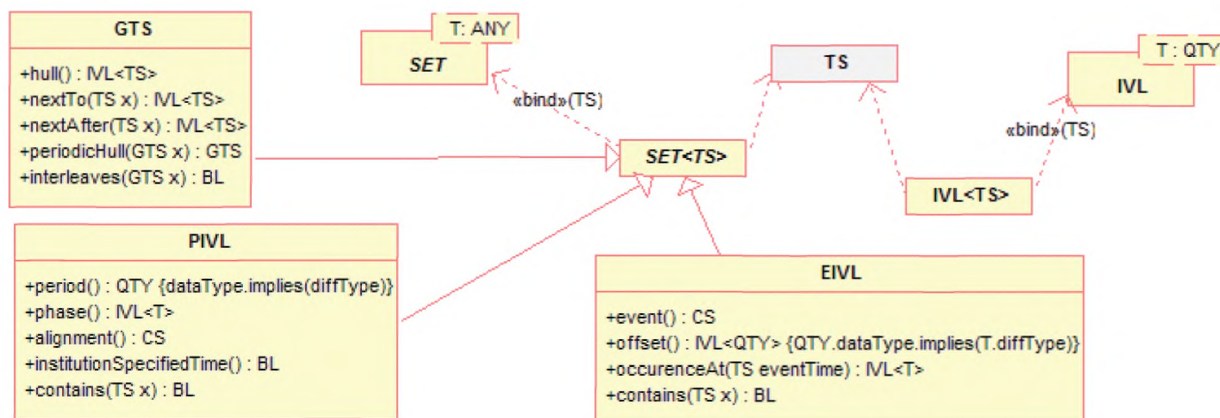 GTS
+hull() : IVL<TS>
+nextTo(TS x) : IVL<TS>
+nextAfter(TS x) : IVL<TS>
+periodicHull(GTS x) : GTS
+interleaves(GTS x) : BL
T: ANY
SET
«bind»(TS)
TS
T : QTY
IVL
«bind»(TS)
SET<TS>
IVL<TS>
PIVL
+period() : QTY {dataType.implies(diffType)}
+phase() : IVL<T>
+alignment() : CS
+institutionSpecifiedTime() : BL
+contains(TS x) : BL
EIVL
+event() : CS
+offset() : IVL<QTY> {QTY.dataType.implies(T.diffType)}
+occurenceAt(TS eventTime) : IVL<T>
+contains(TS x) : BL